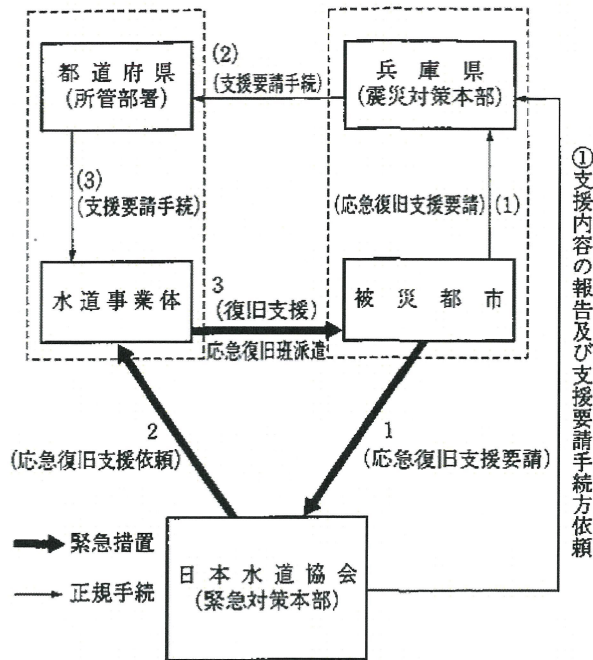 都道府県
(所管部署)
(2)
(支援要請手続)
兵庫県
(震災対策本部)
(3)
(支援要請手続)
(応急復旧支援要請)
(1)
①支援内容の報告及び支援要請手続方依頼
水道事業体
3
(復旧支援)
応急復旧班派遣
被災都市
2
(応急復旧支援依頼)
1
(応急復旧支援要請)
緊急措置
正規手続
日本水道協会
(緊急対策本部)